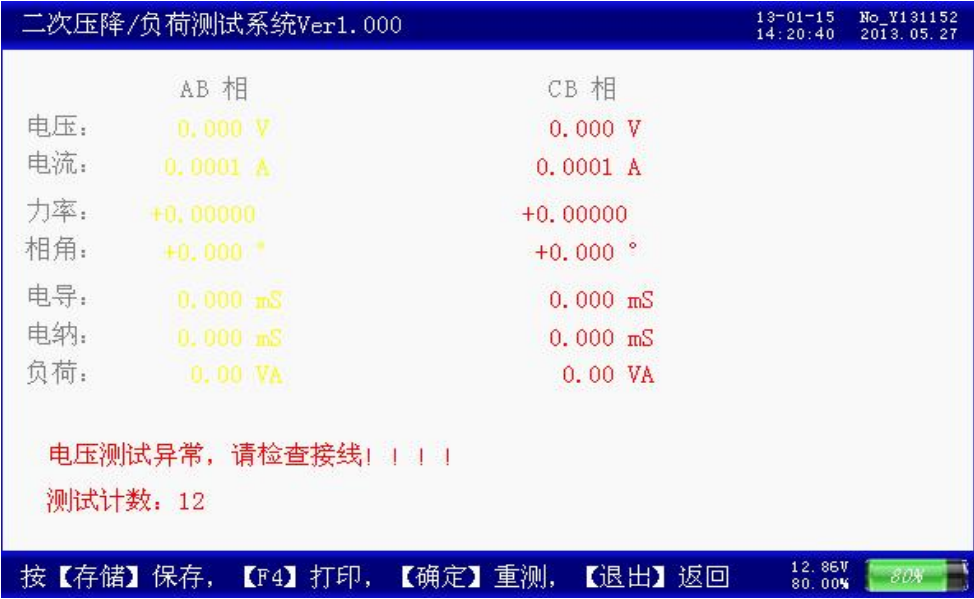 二次压降/负荷测试系统Ver1.000 13-01-15 No_Y131152
14:20:40 2013.05.27
AB 相 CB 相
电压: 0.000 V 0.000 V
电流: 0.0001 A 0.0001 A
力率: +0.00000 +0.00000
相角: +0.000 ° +0.000 °
电导: 0.000 mS 0.000 mS
电纳: 0.000 mS 0.000 mS
负荷: 0.00 VA 0.00 VA
电压测试异常，请检查接线! ! ! !
测试计数: 12
按【存储】保存, 【F4】打印, 【确定】重测, 【退出】返回 12.86V 80%
80.00%